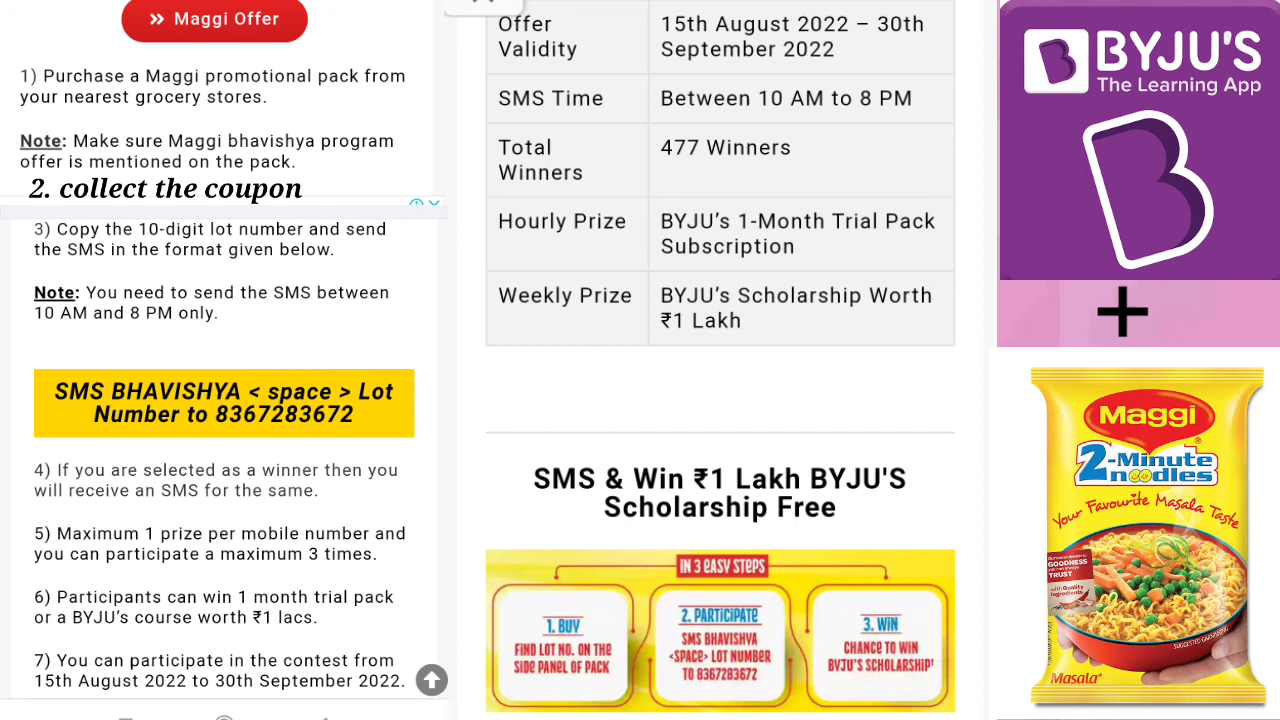 Maggi Offer
1) Purchase a Maggi promotional pack from
your nearest grocery stores.
Note: Make sure Maggi bhavishya program
offer is mentioned on the pack.
2. collect the coupon
3) Copy the 10-digit lot number and send
the SMS in the format given below.
Note: You need to send the SMS between
10 AM and 8 PM only.
SMS BHAVISHYA < space > Lot
Number to 8367283672
4) If you are selected as a winner then you
will receive an SMS for the same.
5) Maximum 1 prize per mobile number and
you can participate a maximum 3 times.
6) Participants can win 1 month trial pack
or a BYJU's course worth ₹1 lacs.
7) You can participate in the contest from
15th August 2022 to 30th September 2022.
Offer Validity
15th August 2022 – 30th
September 2022
SMS Time
Between 10 AM to 8 PM
Total Winners
477 Winners
Hourly Prize
BYJU's 1-Month Trial Pack
Subscription
Weekly Prize
BYJU's Scholarship Worth
₹1 Lakh
SMS & Win ₹1 Lakh BYJU'S
Scholarship Free
IN 3 EASY STEPS
1. BUY
FIND LOT NO. ON THE
SIDE PANEL OF PACK
2. PARTICIPATE
SMS BHAVISHYA
<SPACE> LOT NUMBER
TO 8367283672
3. WIN
CHANCE TO WIN
BYJU'S SCHOLARSHIP†
BYJU'S
The Learning App
+
Maggi
2-Minute
noodles
Your Favourite Masala Taste
GOODNESS
TRUST
with Quality
Ingredients
SUGGESTED GARNISHING
Masala*